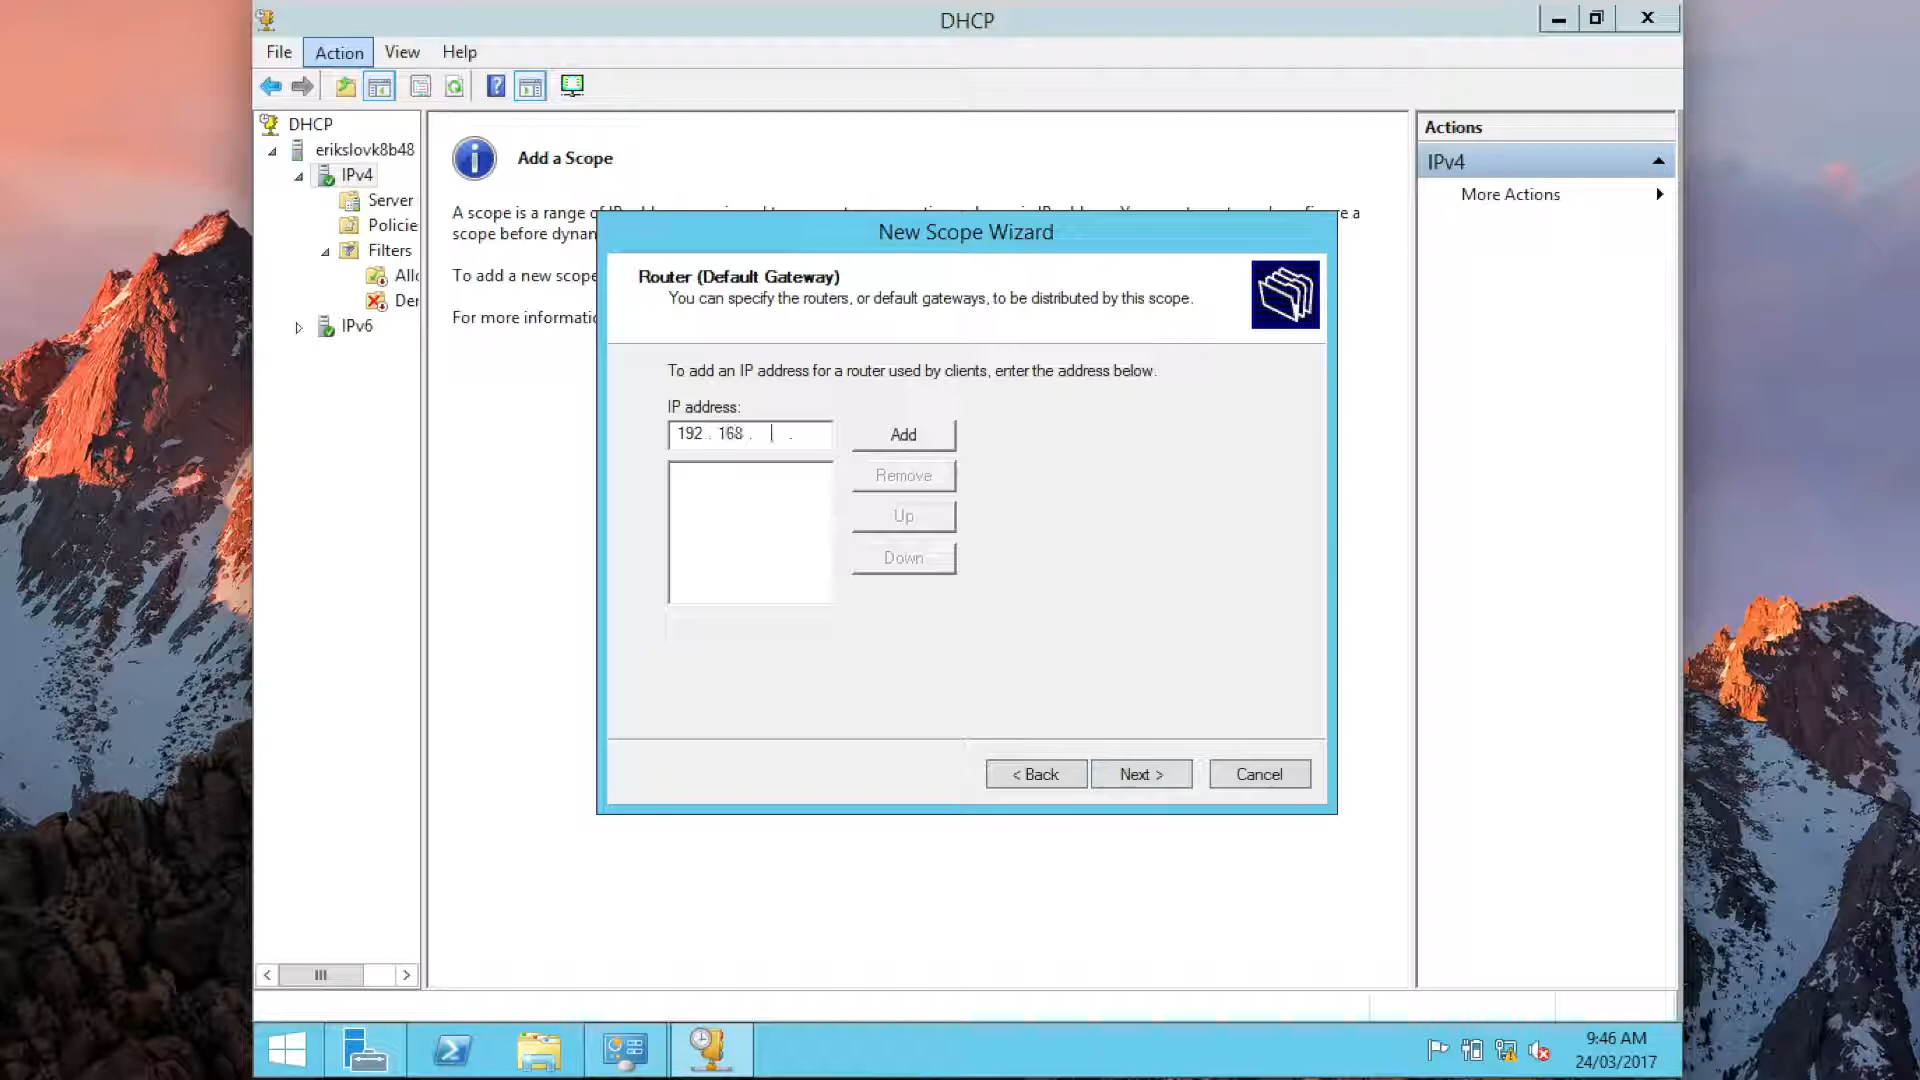 DHCP
File Action View Help
DHCP
erikslovk8b48
IPv4
Server
Policie
Filters
Allo
Der
IPv6
Add a Scope
A scope is a range of
re a
scope before dynam
To add a new scope
For more informatio
New Scope Wizard
Router (Default Gateway)
You can specify the routers, or default gateways, to be distributed by this scope.
To add an IP address for a router used by clients, enter the address below.
IP address:
192 . 168 . .
Add
Remove
Up
Down
< Back Next > Cancel
Actions
IPv4
More Actions
9:46 AM
24/03/2017